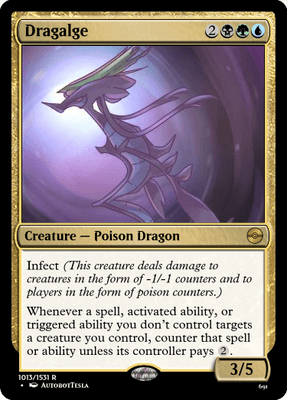 Dragalge 2
Creature — Poison Dragon
Infect (This creature deals damage to
creatures in the form of -1/-1 counters and to
players in the form of poison counters.)
Whenever a spell, activated ability, or
triggered ability you don't control targets
a creature you control, counter that spell
or ability unless its controller pays 2.
3/5
1013/1531 R
• AutobotTesla